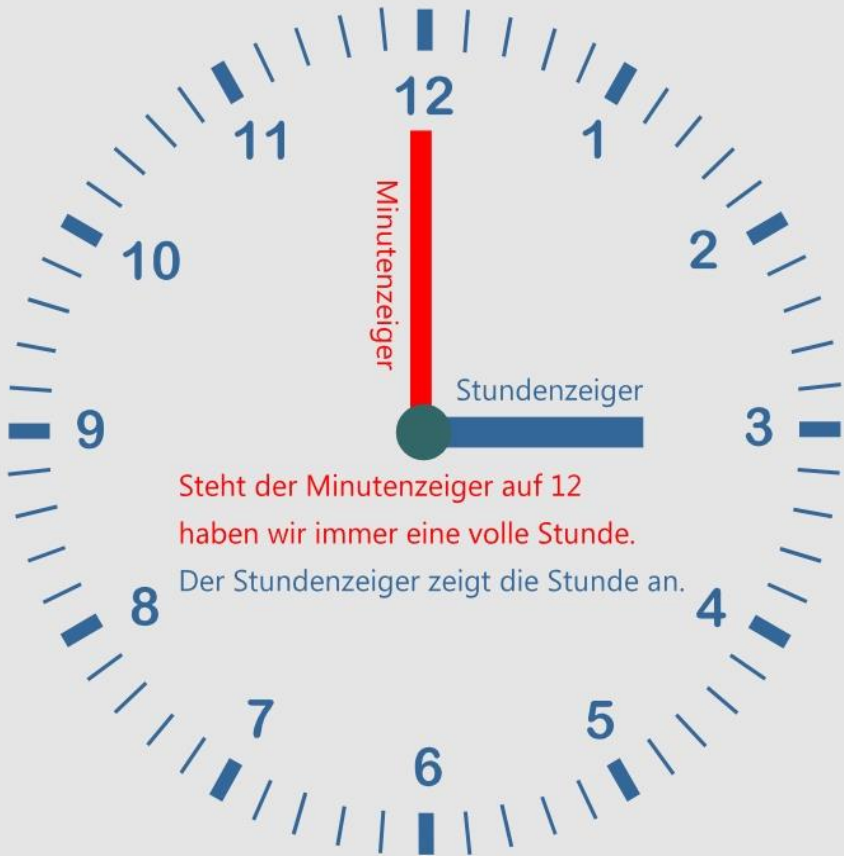 12
11
1
10
2
Minutenzeiger
Stundenzeiger
9
3
Steht der Minutenzeiger auf 12
haben wir immer eine volle Stunde.
Der Stundenzeiger zeigt die Stunde an.
8
4
7
5
6